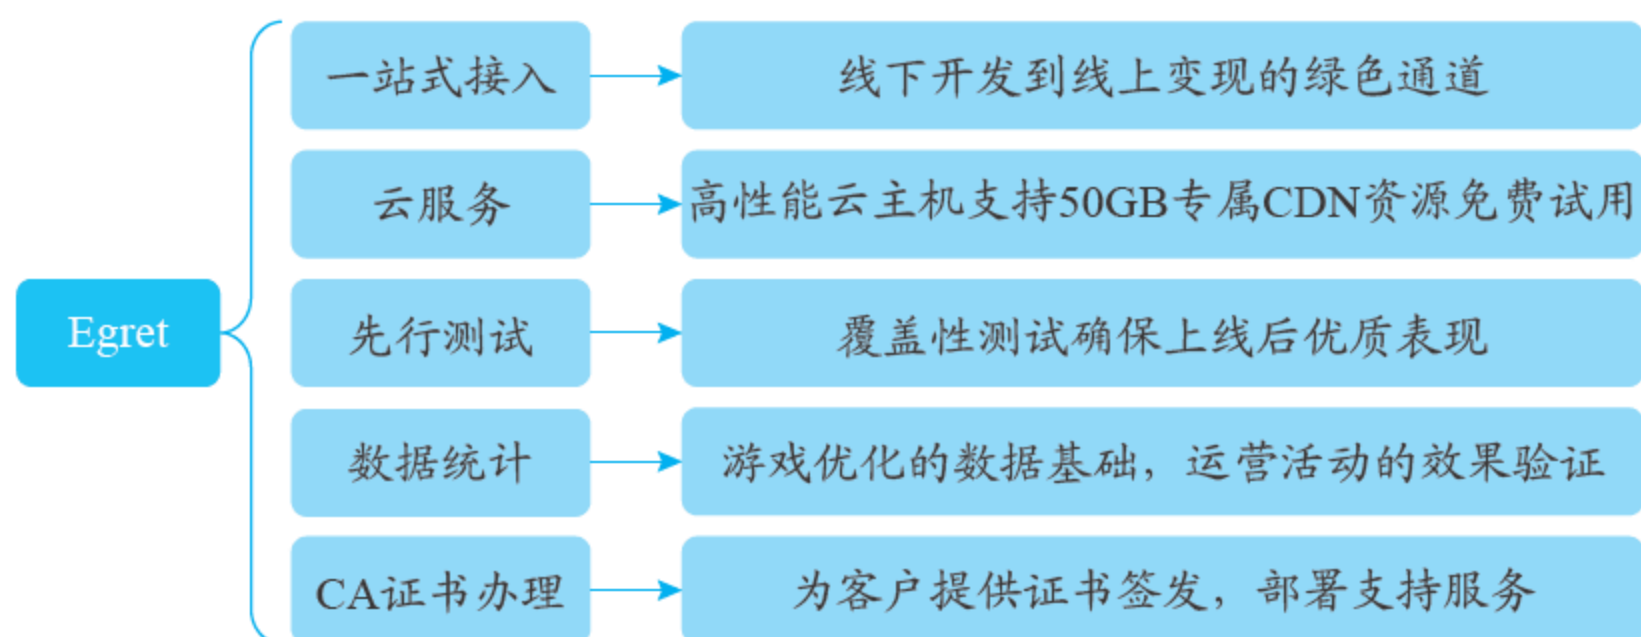 Egret
一站式接入
线下开发到线上变现的绿色通道
云服务
高性能云主机支持50GB专属CDN资源免费试用
先行测试
覆盖性测试确保上线后优质表现
数据统计
游戏优化的数据基础，运营活动的效果验证
CA证书办理
为客户提供证书签发，部署支持服务